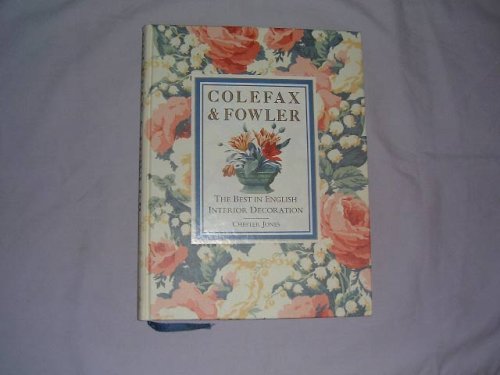 COLEFAX
& FOWLER
THE BEST IN ENGLISH
INTERIOR DECORATION
CHESTER JONES